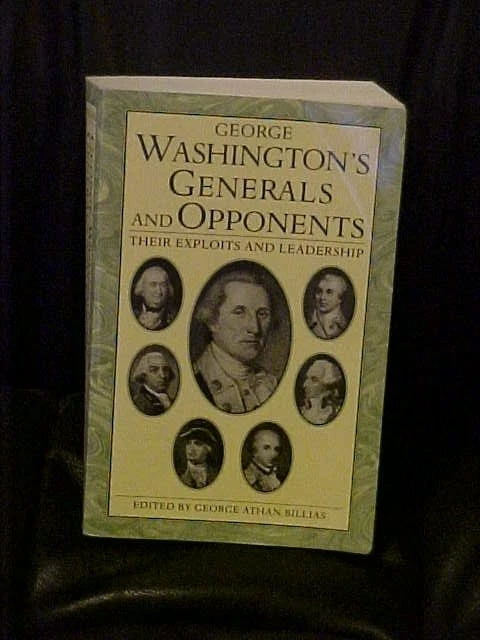 GEORGE
WASHINGTON'S
GENERALS
AND OPPONENTS
THEIR EXPLOITS AND LEADERSHIP
EDITED BY GEORGE ATHAN BILLIAS